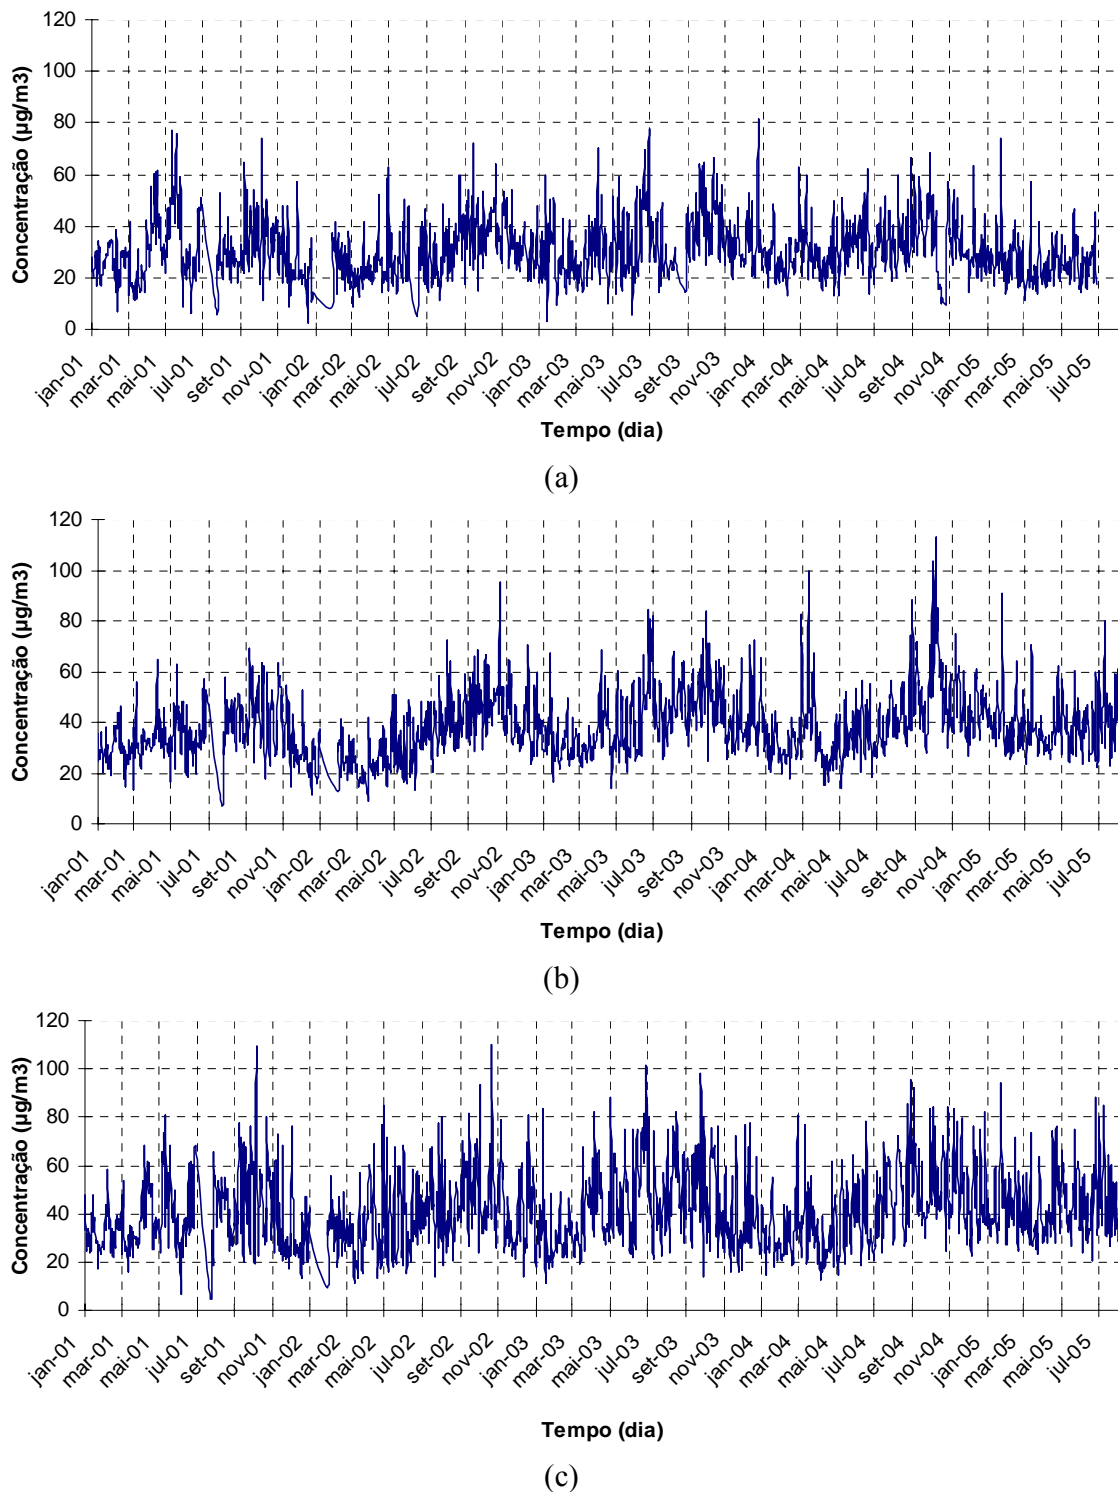 120
100
80
60
40
20
0
Concentração (µg/m3)
jan-01 mar-01 mai-01 jul-01 set-01 nov-01 jan-02 mar-02 mai-02 jul-02 set-02 nov-02 jan-03 mar-03 mai-03 jul-03 set-03 nov-03 jan-04 mar-04 mai-04 jul-04 set-04 nov-04 jan-05 mar-05 mai-05 jul-05
Tempo (dia)
(a)
120
100
80
60
40
20
0
Concentração (µg/m3)
jan-01 mar-01 mai-01 jul-01 set-01 nov-01 jan-02 mar-02 mai-02 jul-02 set-02 nov-02 jan-03 mar-03 mai-03 jul-03 set-03 nov-03 jan-04 mar-04 mai-04 jul-04 set-04 nov-04 jan-05 mar-05 mai-05 jul-05
Tempo (dia)
(b)
120
100
80
60
40
20
0
Concentração (µg/m3)
jan-01 mar-01 mai-01 jul-01 set-01 nov-01 jan-02 mar-02 mai-02 jul-02 set-02 nov-02 jan-03 mar-03 mai-03 jul-03 set-03 nov-03 jan-04 mar-04 mai-04 jul-04 set-04 nov-04 jan-05 mar-05 mai-05 jul-05
Tempo (dia)
(c)